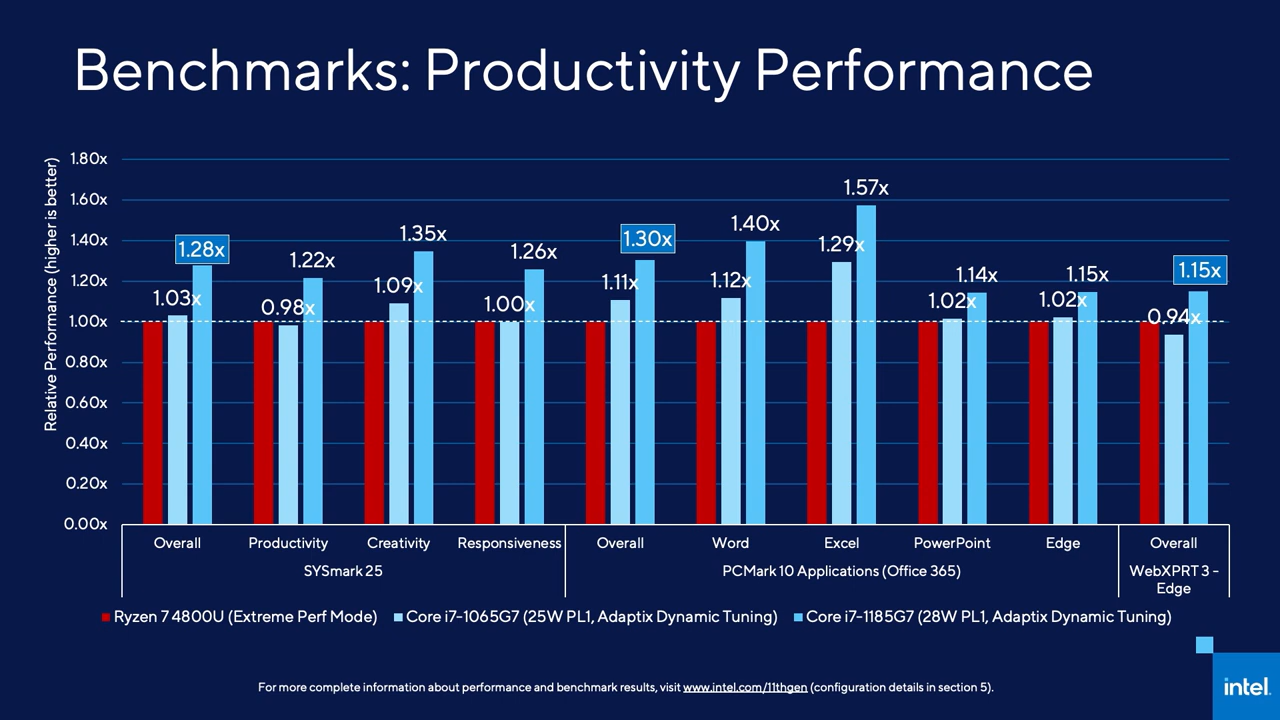 Benchmarks: Productivity Performance
Relative Performance (higher is better)
1.80x
1.60x
1.40x
1.20x
1.00x
0.80x
0.60x
0.40x
0.20x
0.00x
1.28x
1.03x
1.22x
0.98x
1.35x
1.09x
1.26x
1.00x
1.30x
1.11x
1.40x
1.12x
1.57x
1.29x
1.14x
1.02x
1.15x
1.02x
1.15x
0.94x
Overall Productivity Creativity Responsiveness Overall Word Excel PowerPoint Edge Overall
SYSmark 25 PCMark 10 Applications (Office 365) WebXPRT 3 -
Edge
Ryzen 7 4800U (Extreme Perf Mode) Core i7-1065G7 (25W PL1, Adaptix Dynamic Tuning) Core i7-1185G7 (28W PL1, Adaptix Dynamic Tuning)
For more complete information about performance and benchmark results, visit www.intel.com/11thgen (configuration details in section 5).
intel.